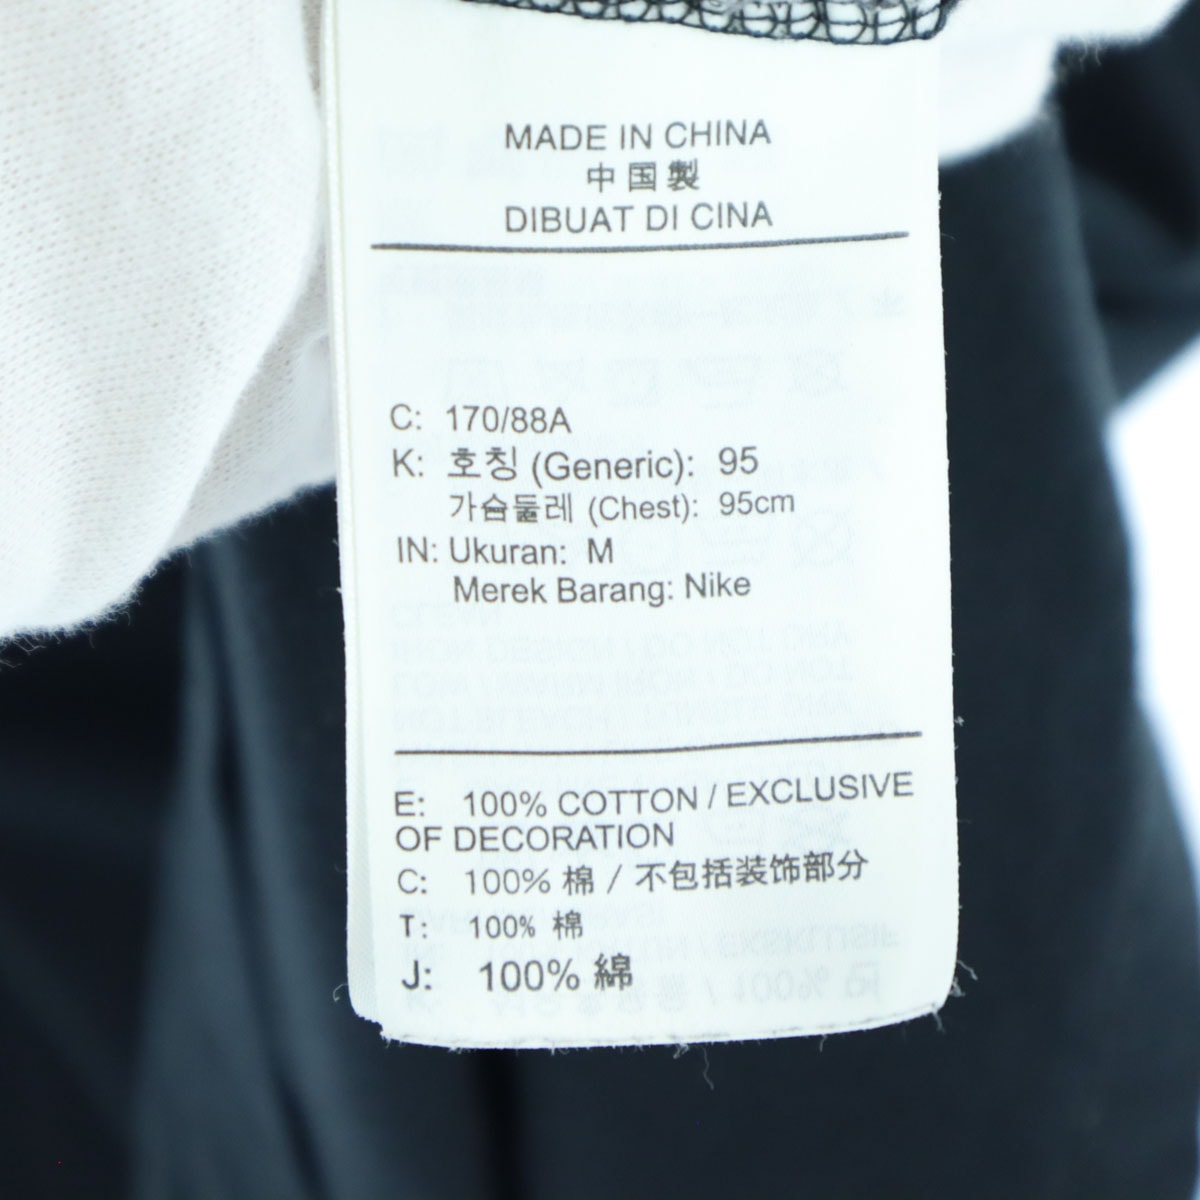 MADE IN CHINA
中国製
DIBUAT DI CINA
C: 170/88A
K: 호칭 (Generic): 95
가슴둘레 (Chest): 95cm
IN: Ukuran: M
Merek Barang: Nike
E: 100% COTTON / EXCLUSIVE
OF DECORATION
C: 100% 棉 / 不包括装饰部分
T: 100% 棉
J: 100% 綿